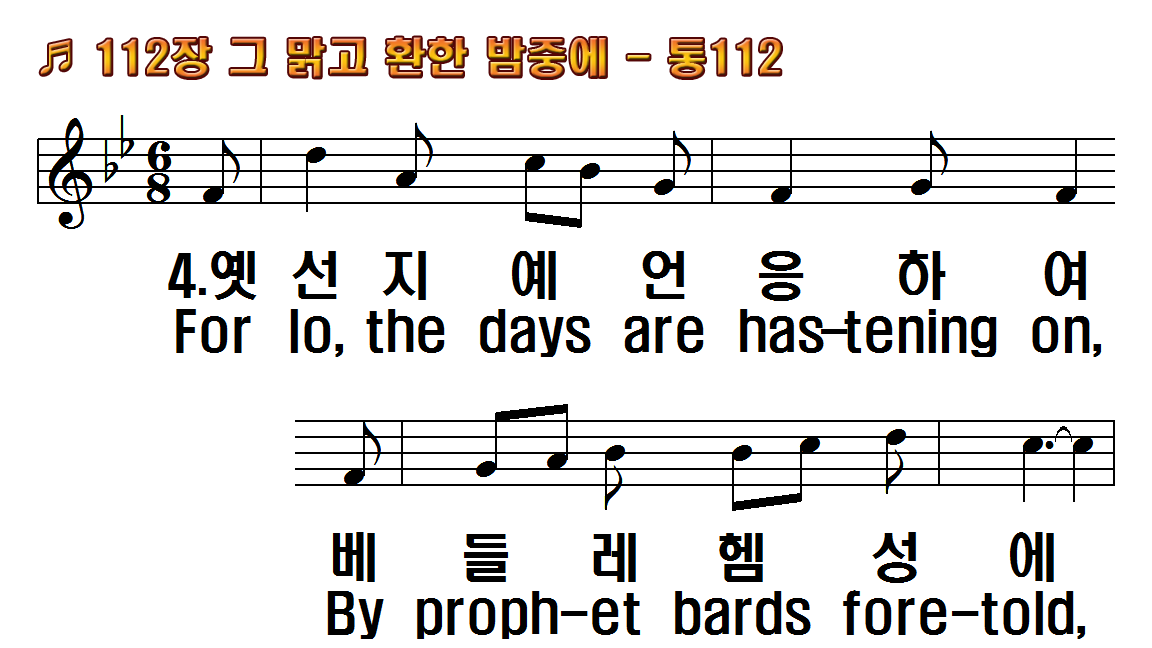 ♬ 112장 그 맑고 환한 밤중에 - 통112
6
8
4.옛 선 지 예 언 응 하 여
For lo, the days are has-tening on,
베 들 레 헴 성 에
By proph-et bards fore-told,